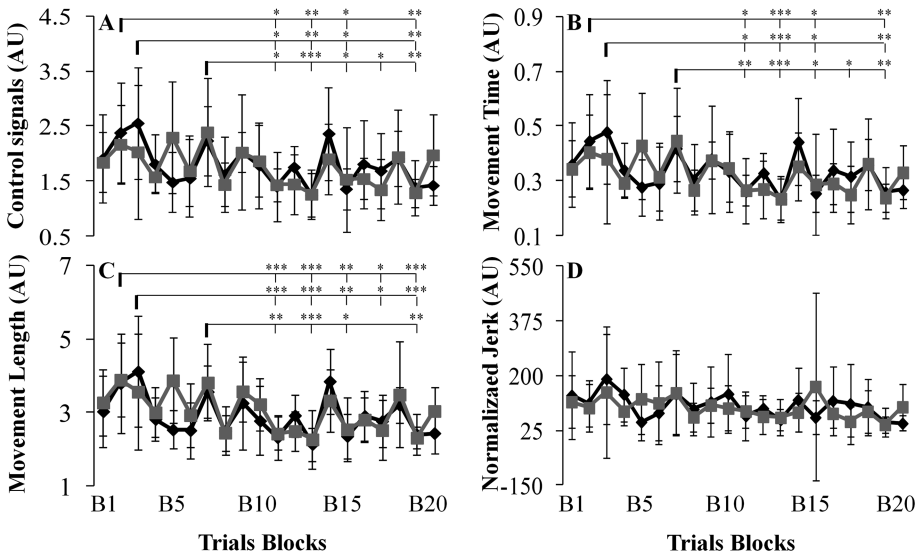 A
4.5
3.5
2.5
1.5
0.5
Control signals (AU)
* ** * **
* ** * **
* *** * * **
B
0.9
0.7
0.5
0.3
0.1
Movement Time (AU)
* *** * **
* *** * **
** *** * * **
C
7
5
3
1
Movement Length (AU)
*** *** ** * ***
*** *** ** * ***
** *** * **
B1 B5 B10 B15 B20
Trials Blocks
D
550
375
200
25
-150
Normalizaed Jerk (AU)
B1 B5 B10 B15 B20
Trials Blocks